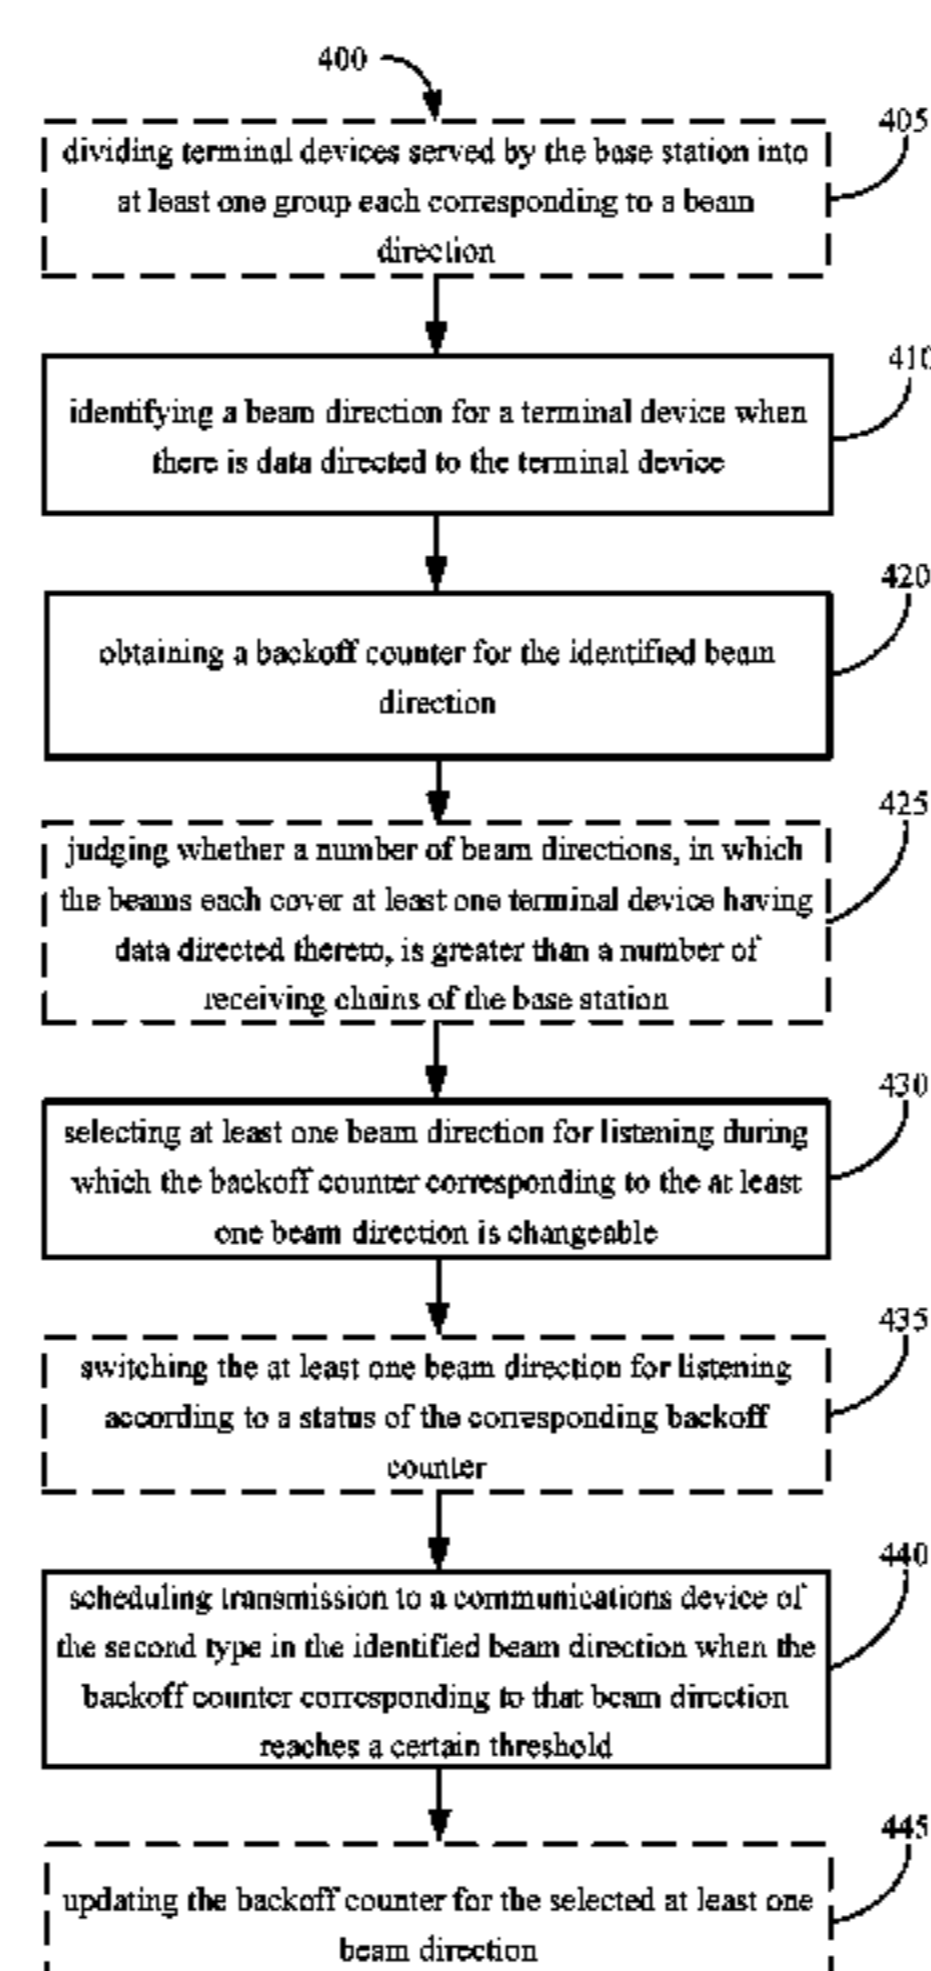 400
405
dividing terminal devices served by the base station into
at least one group each corresponding to a beam
direction
410
identifying a beam direction for a terminal device when
there is data directed to the terminal device
420
obtaining a backoff counter for the identified beam
direction
425
judging whether a number of beam directions, in which
the beams each cover at least one terminal device having
data directed thereto, is greater than a number of
receiving chains of the base station
430
selecting at least one beam direction for listening during
which the backoff counter corresponding to the at least
one beam direction is changeable
435
switching the at least one beam direction for listening
according to a status of the corresponding backoff
counter
440
scheduling transmission to a communications device of
the second type in the identified beam direction when the
backoff counter corresponding to that beam direction
reaches a certain threshold
445
updating the backoff counter for the selected at least one
beam direction